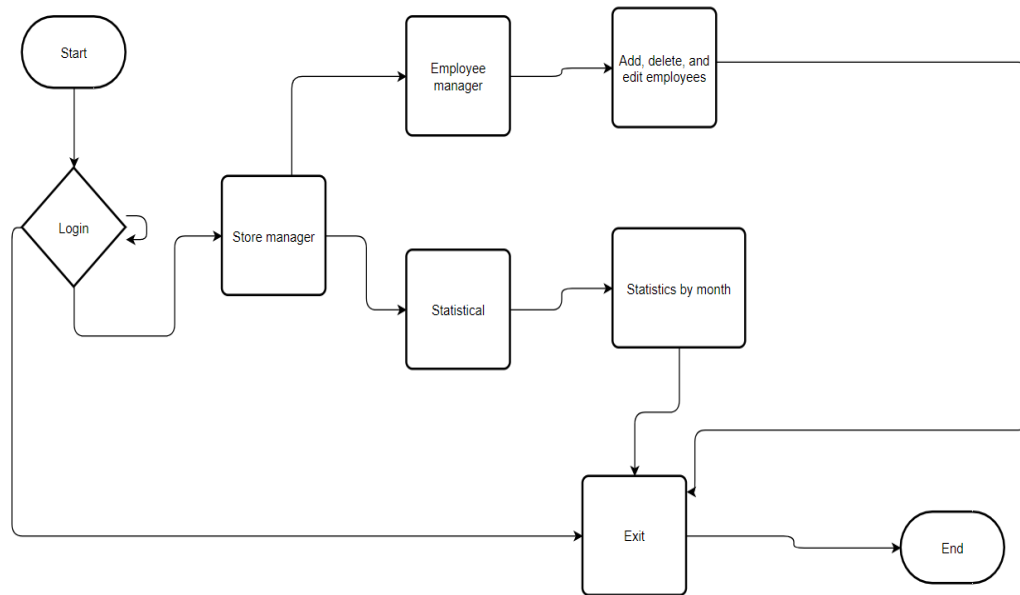 Start
Employee
manager
Add, delete, and
edit employees
Login
Store manager
Statistical
Statistics by month
Exit
End